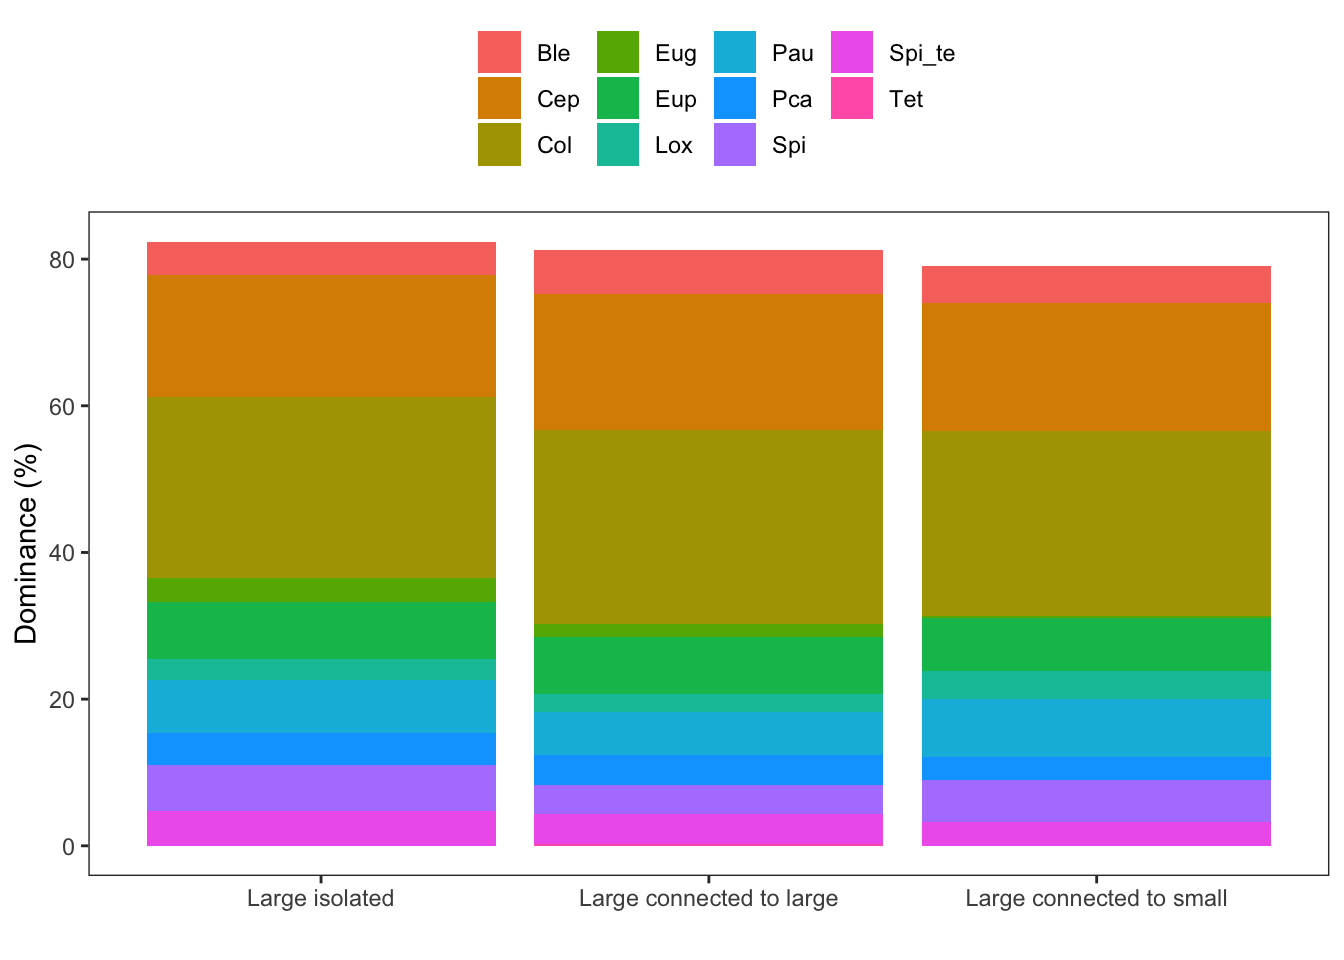 Ble Eug Pau Spi_te
Cep Eup Pca Tet
Col Lox Spi
Dominance (%)
80
60
40
20
0
Large isolated Large connected to large Large connected to small